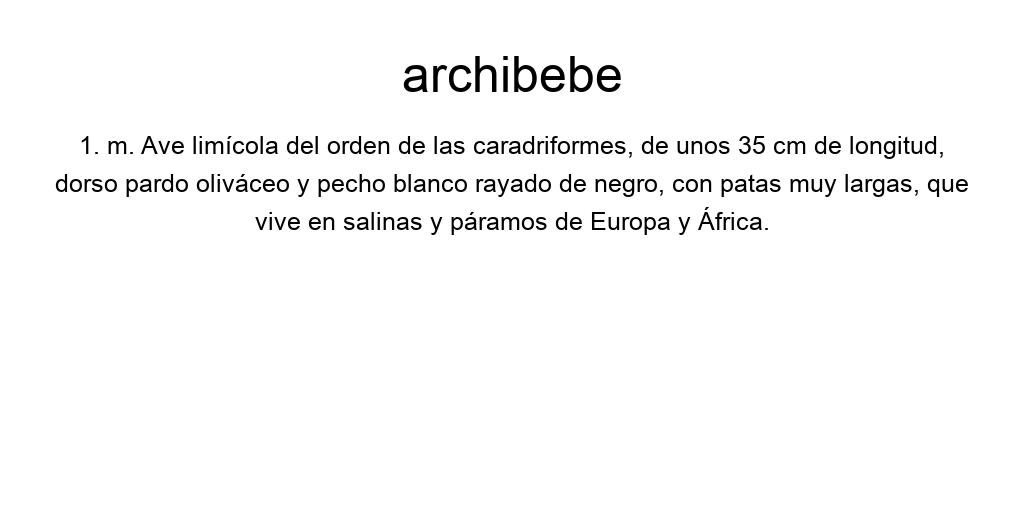 archibebe
1. m. Ave limícola del orden de las caradriformes, de unos 35 cm de longitud,
dorso pardo oliváceo y pecho blanco rayado de negro, con patas muy largas, que
vive en salinas y páramos de Europa y África.